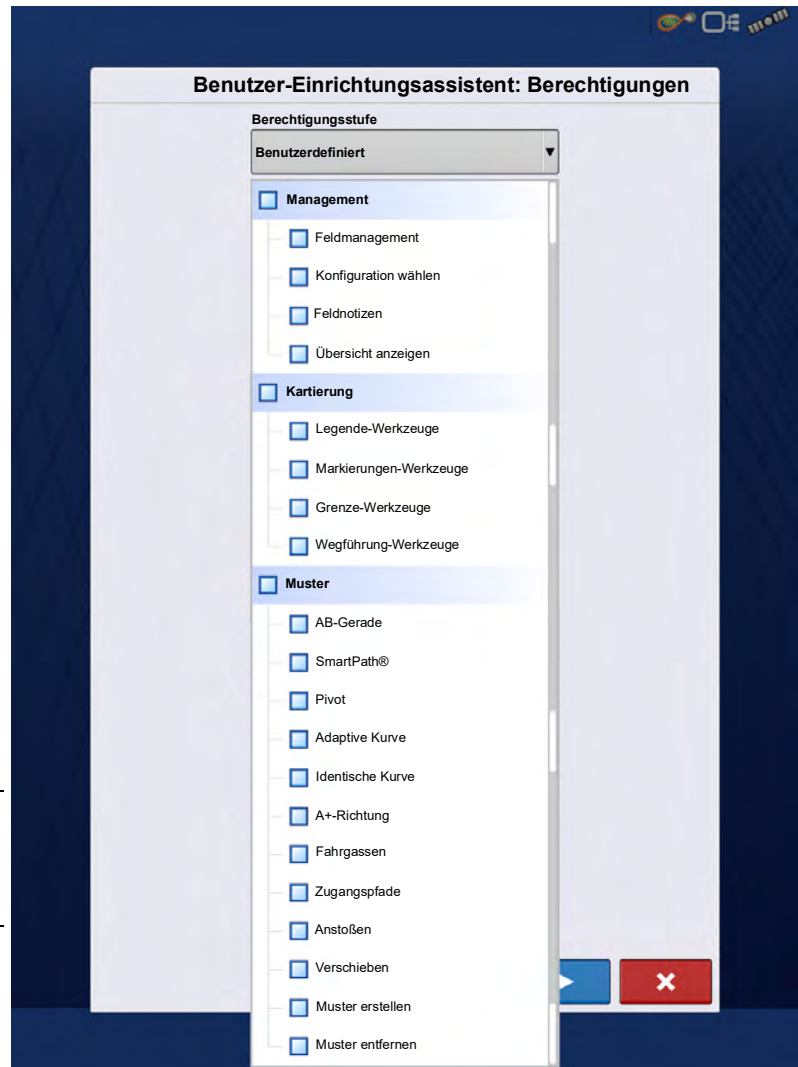 Benutzer-Einrichtungsassistent: Berechtigungen
Berechtigungsstufe
Benutzerdefiniert
Management
Feldmanagement
Konfiguration wählen
Feldnotizen
Übersicht anzeigen
Kartierung
Legende-Werkzeuge
Markierungen-Werkzeuge
Grenze-Werkzeuge
Wegführung-Werkzeuge
Muster
AB-Gerade
SmartPath®
Pivot
Adaptive Kurve
Identische Kurve
A+-Richtung
Fahrgassen
Zugangspfade
Anstoßen
Verschieben
Muster erstellen
Muster entfernen